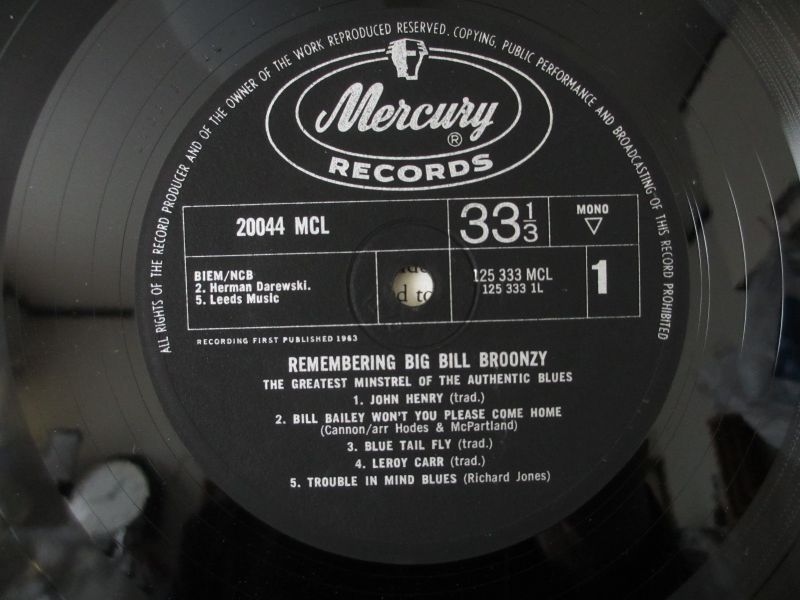 ALL RIGHTS OF THE RECORD PRODUCER AND OF THE OWNER OF THE WORK REPRODUCED RESERVED. COPYING, PUBLIC PERFORMANCE AND BROADCASTING OF THIS RECORD PROHIBITED
Mercury ®
RECORDS
20044 MCL
33 1/3
MONO
BIEM/NCB
2. Herman Darewski.
5. Leeds Music
d to
125 333 MCL
125 333 1L
1
RECORDING FIRST PUBLISHED 1963
REMEMBERING BIG BILL BROONZY
THE GREATEST MINSTREL OF THE AUTHENTIC BLUES
1. JOHN HENRY (trad.)
2. BILL BAILEY WON'T YOU PLEASE COME HOME
(Cannon/arr Hodes & McPartland)
3. BLUE TAIL FLY (trad.)
4. LEROY CARR (trad.)
5. TROUBLE IN MIND BLUES (Richard Jones)